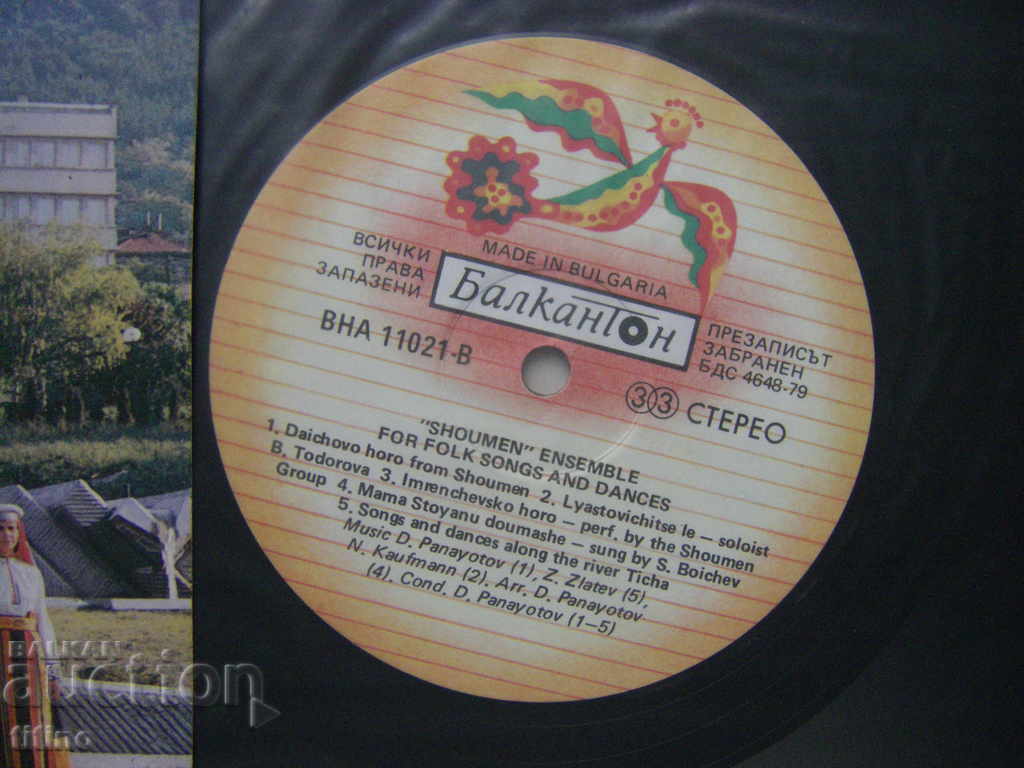 MADE IN BULGARIA
ВСИЧКИ
ПРАВА
ЗАПАЗЕНИ
Балкантон
ВНА 11021-В
ПРЕЗАПИСЪТ
ЗАБРАНЕН
БДС 4648-79
33 СТЕРЕО
"SHOUMEN" ENSEMBLE
FOR FOLK SONGS AND DANCES
1. Daichovo horo from Shoumen 2. Lyastovichitse le – soloist
B. Todorova 3. Imrenchevsko horo – perf. by the Shoumen
Group 4. Mama Stoyanu doumashe – sung by S. Boichev
5. Songs and dances along the river Ticha
Music D. Panayotov (1), Z. Zlatev (5),
N. Kaufmann (2). Arr. D. Panayotov
(4). Cond. D. Panayotov (1–5)
BALKAN
auction
titino